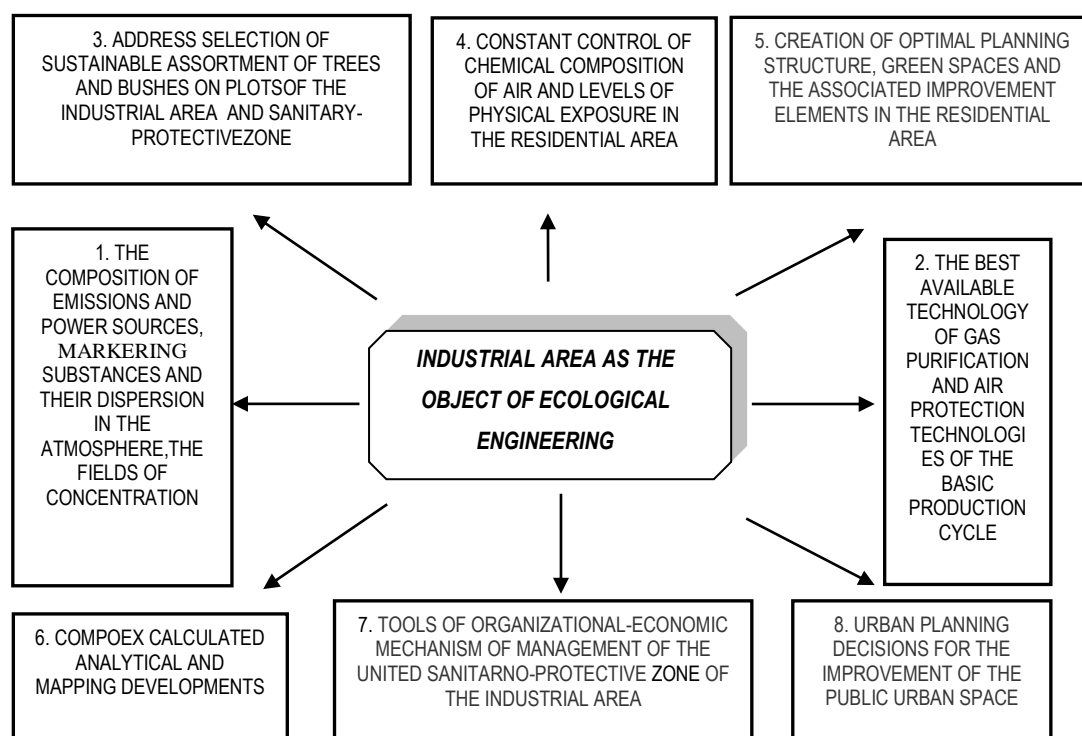 3. ADDRESS SELECTION OF
SUSTAINABLE ASSORTMENT OF TREES
AND BUSHES ON PLOTSOF THE
INDUSTRIAL AREA AND SANITARY-
PROTECTIVEZONE
4. CONSTANT CONTROL OF
CHEMICAL COMPOSITION
OF AIR AND LEVELS OF
PHYSICAL EXPOSURE IN
THE RESIDENTIAL AREA
5. CREATION OF OPTIMAL PLANNING
STRUCTURE, GREEN SPACES AND
THE ASSOCIATED IMPROVEMENT
ELEMENTS IN THE RESIDENTIAL
AREA
1. THE
COMPOSITION OF
EMISSIONS AND
POWER SOURCES,
MARKERING
SUBSTANCES AND
THEIR DISPERSION
IN THE
ATMOSPHERE,THE
FIELDS OF
CONCENTRATION
INDUSTRIAL AREA AS THE
OBJECT OF ECOLOGICAL
ENGINEERING
2. THE BEST
AVAILABLE
TECHNOLOGY
OF GAS
PURIFICATION
AND AIR
PROTECTION
TECHNOLOGI
ES OF THE
BASIC
PRODUCTION
CYCLE
6. COMPOEX CALCULATED
ANALYTICAL AND
MAPPING DEVELOPMENTS
7. TOOLS OF ORGANIZATIONAL-ECONOMIC
MECHANISM OF MANAGEMENT OF THE
UNITED SANITARNO-PROTECTIVE ZONE OF
THE INDUSTRIAL AREA
8. URBAN PLANNING
DECISIONS FOR THE
IMPROVEMENT OF THE
PUBLIC URBAN SPACE